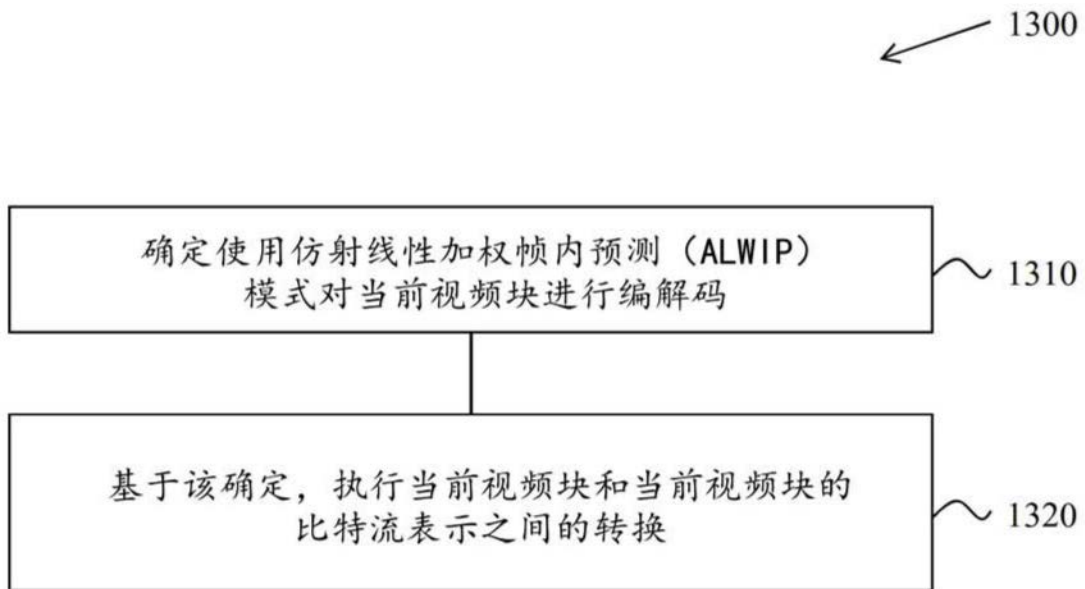 1300
确定使用仿射线性加权帧内预测（ALWIP）
模式对当前视频块进行编解码
1310
基于该确定，执行当前视频块和当前视频块的
比特流表示之间的转换
1320